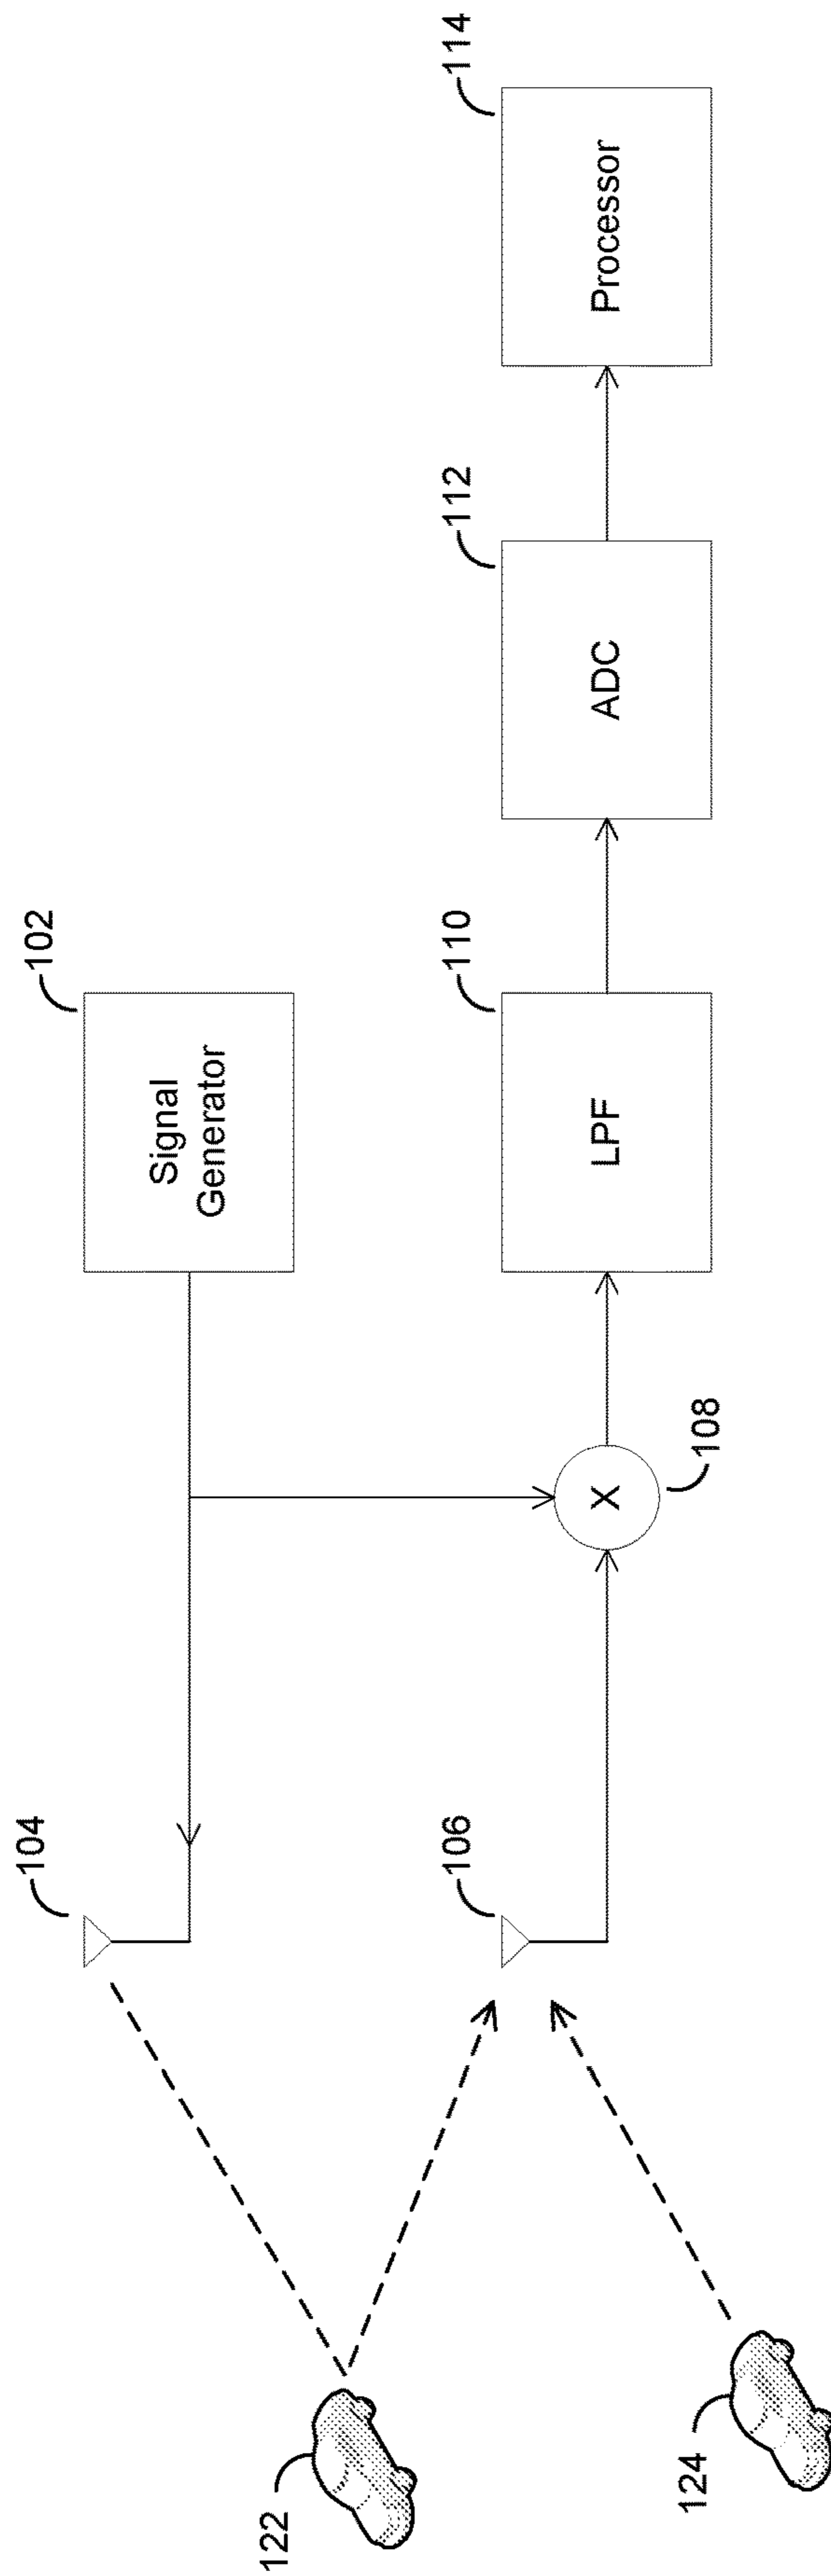 102
Signal
Generator
104
106
X
108
110
LPF
112
ADC
114
Processor
122
124